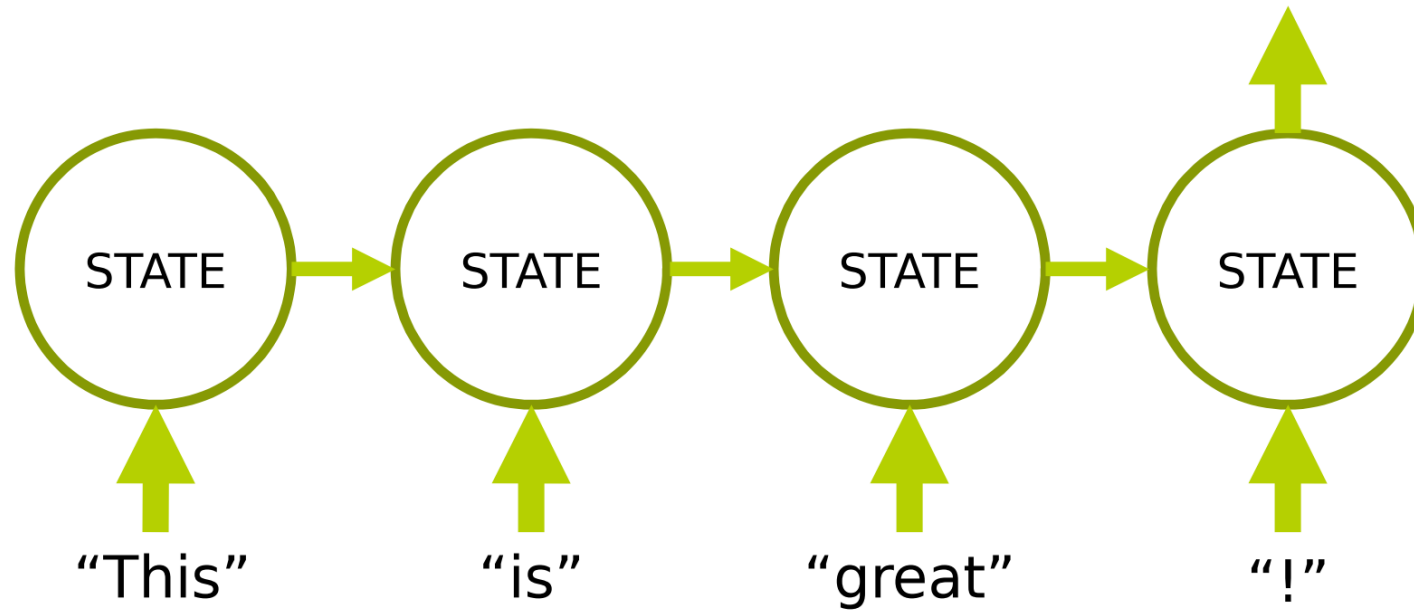 STATE STATE STATE STATE
“This” “is” “great” “!”